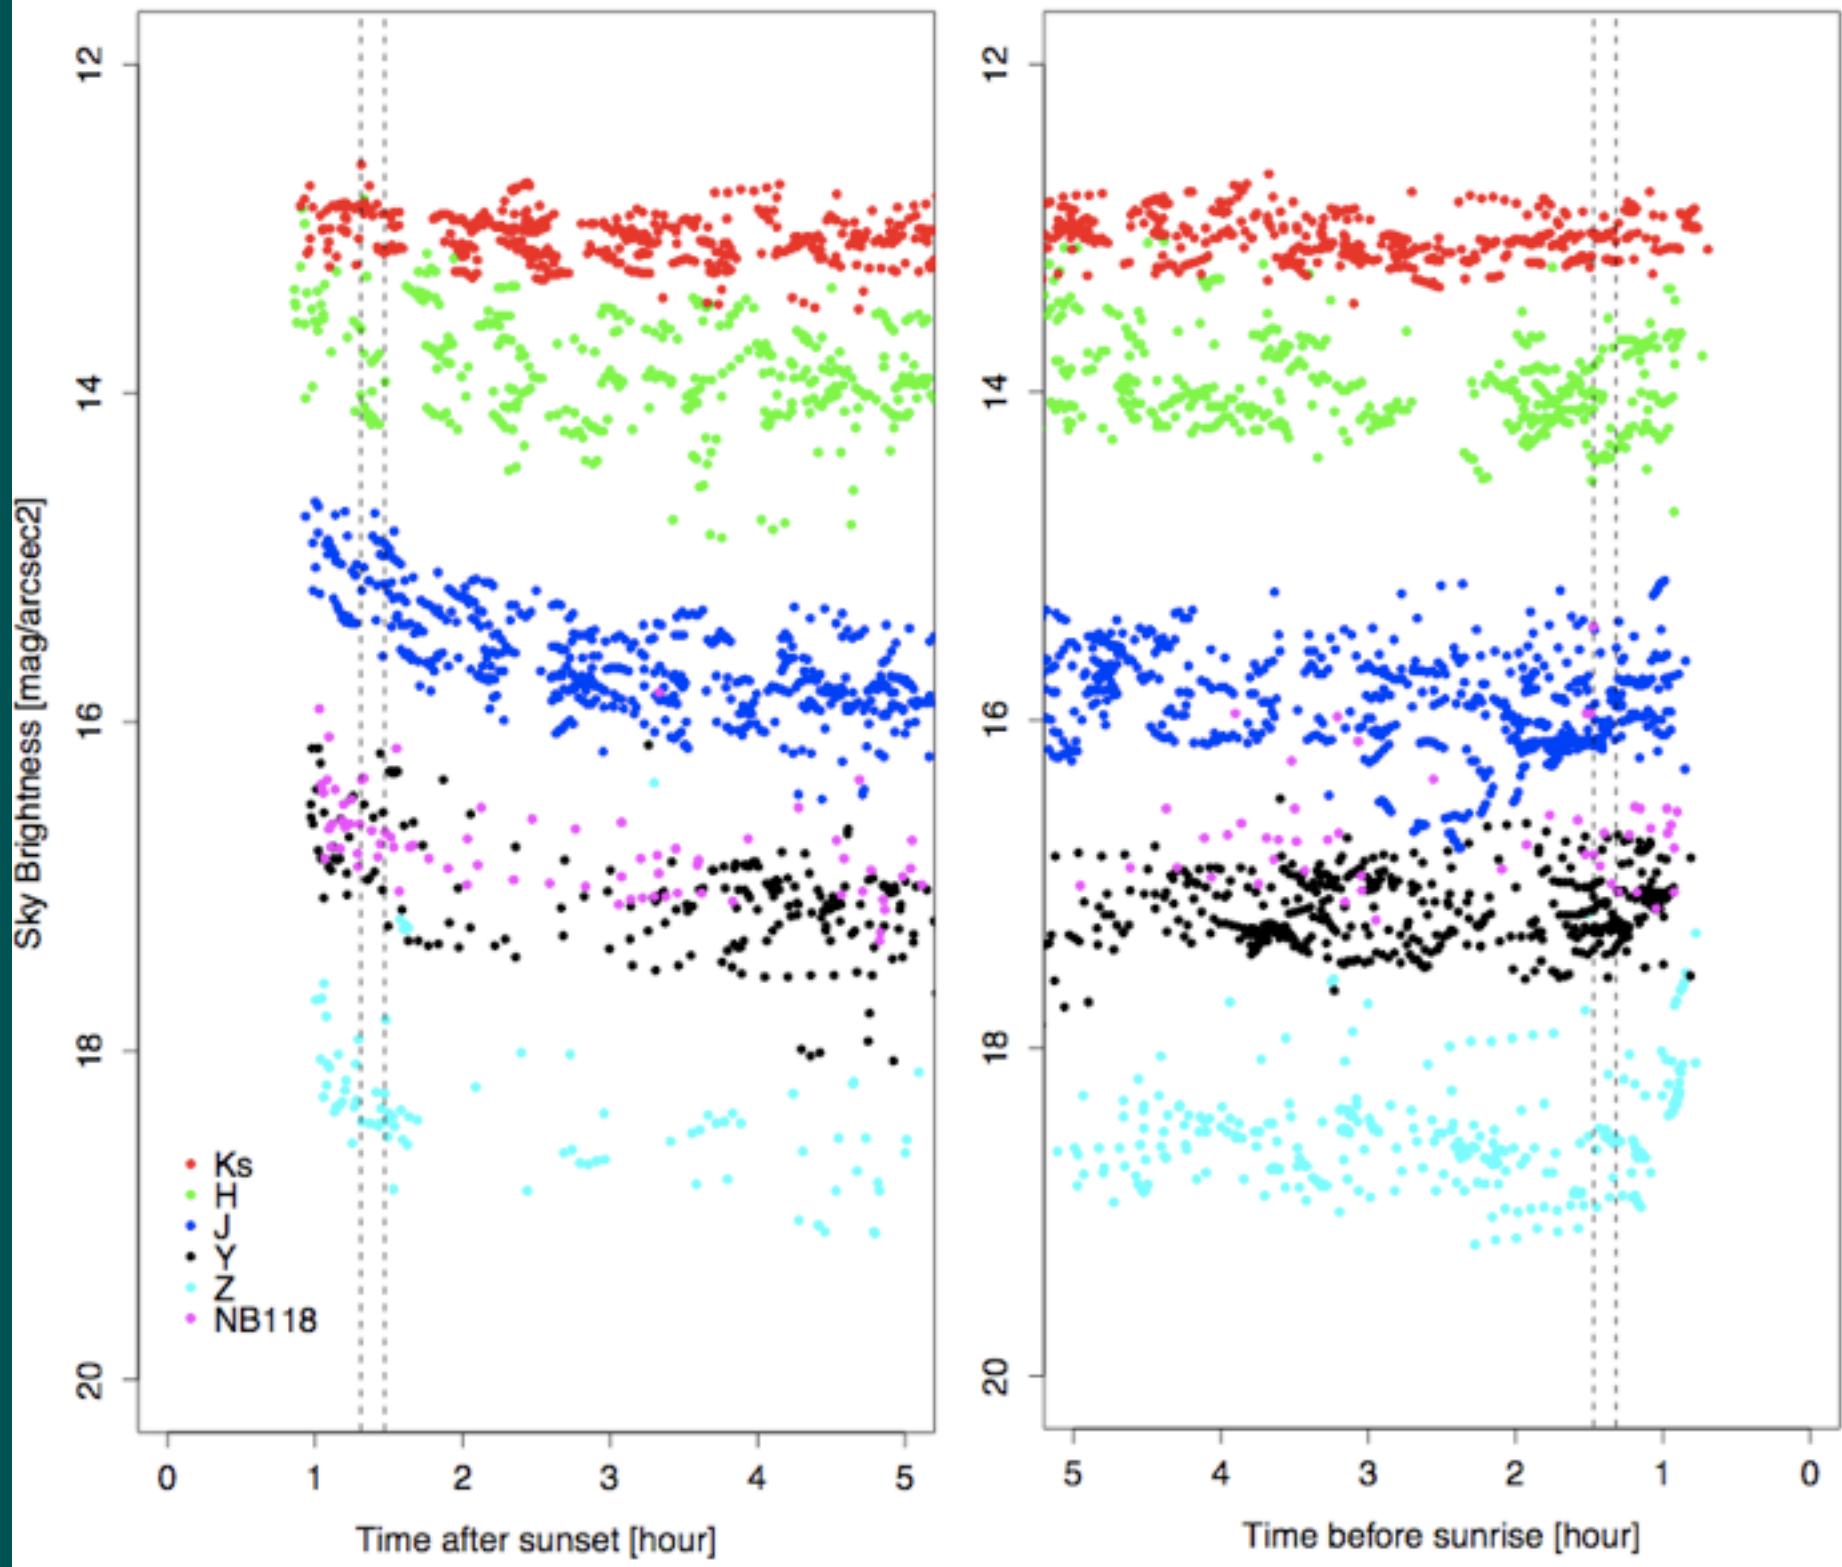 Sky Brightness [mag/arcsec2]
12
14
16
18
20
Ks
H
J
Y
Z
NB118
0 1 2 3 4 5
Time after sunset [hour]
12
14
16
18
20
5 4 3 2 1 0
Time before sunrise [hour]